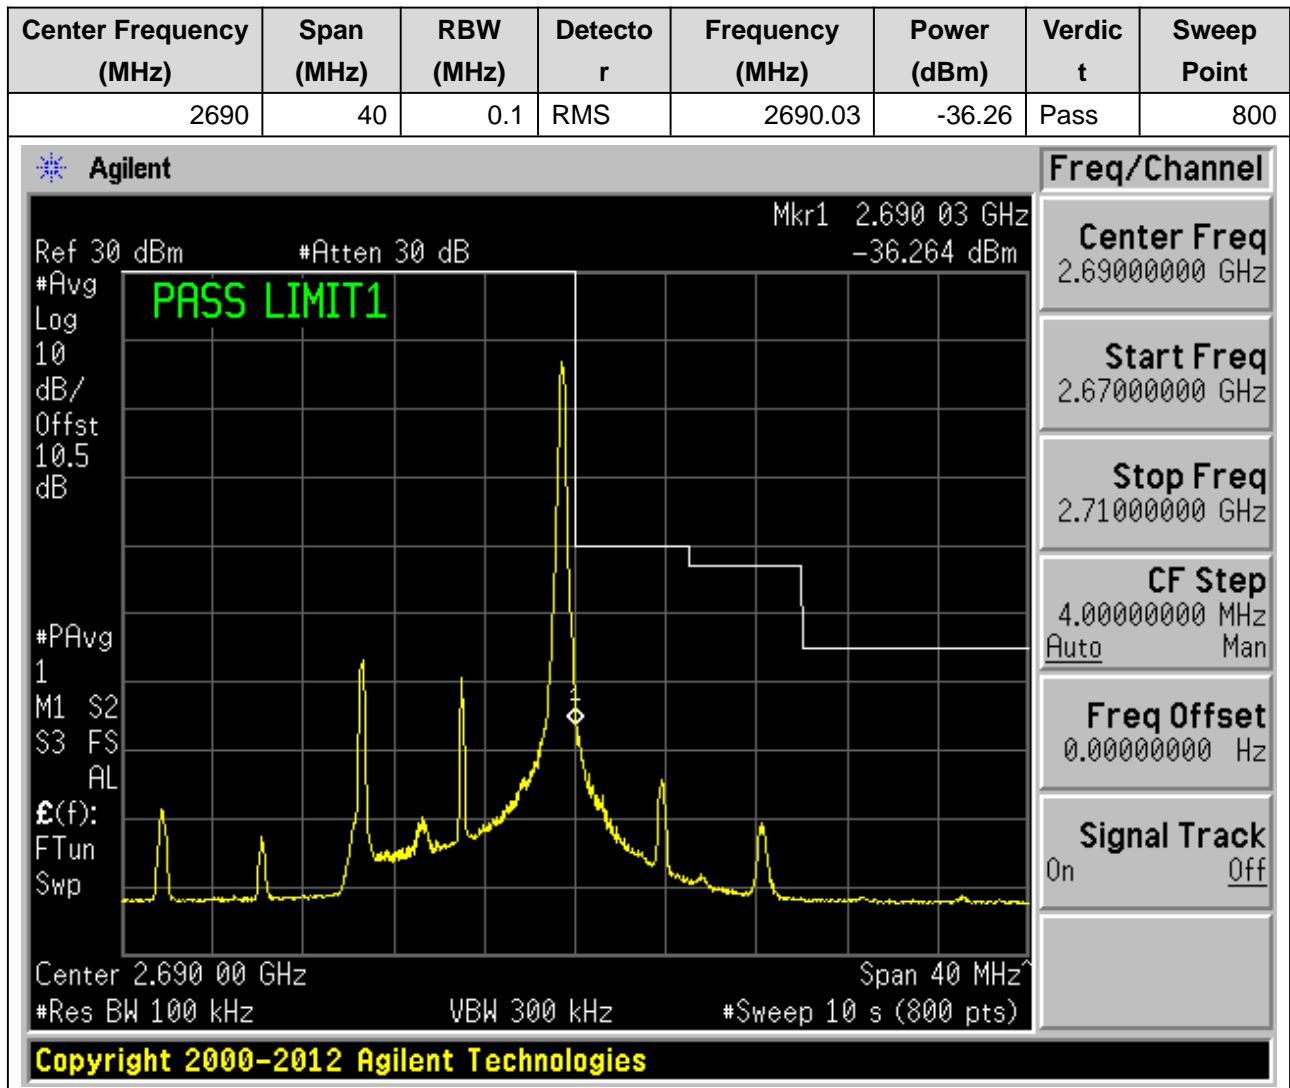 Center Frequency (MHz) Span (MHz) RBW (MHz) Detecto r Frequency (MHz) Power (dBm) Verdic t Sweep Point
2690 40 0.1 RMS 2690.03 -36.26 Pass 800
Agilent
Freq/Channel
Mkr1 2.690 03 GHz
Ref 30 dBm #Atten 30 dB -36.264 dBm
#Avg
Log
10
dB/
Offst
10.5
dB
PASS LIMIT1
#PAvg
1
M1 S2
S3 FS
AL
£(f):
FTun
Swp
1
Center 2.690 00 GHz Span 40 MHz^
#Res BW 100 kHz VBW 300 kHz #Sweep 10 s (800 pts)
Center Freq
2.69000000 GHz
Start Freq
2.67000000 GHz
Stop Freq
2.71000000 GHz
CF Step
4.00000000 MHz
Auto Man
Freq Offset
0.00000000 Hz
Signal Track
On Off
Copyright 2000-2012 Agilent Technologies